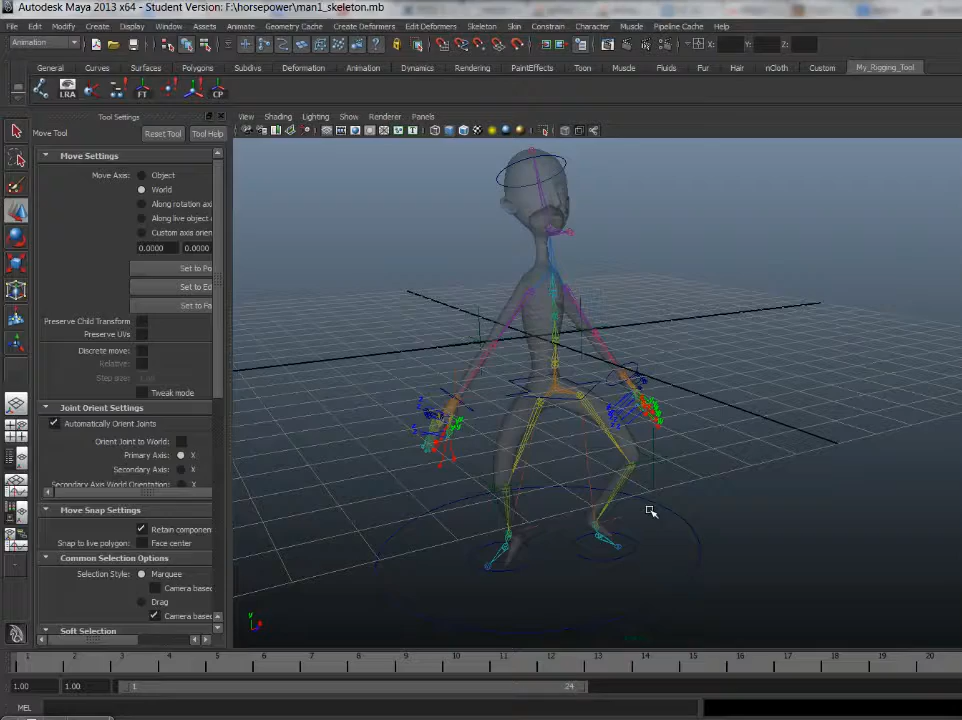 Autodesk Maya 2013 x64 - Student Version: F:\horsepower\man1_skeleton.mb
File Edit Modify Create Display Window Assets Animate Geometry Cache Create Deformers Edit Deformers Skeleton Skin Constrain Character Muscle Pipeline Cache Help
Animation X: Y: Z:
General Curves Surfaces Polygons Subdivs Deformation Animation Dynamics Rendering PaintEffects Toon Muscle Fluids Fur Hair nCloth Custom My_Rigging_Tool
LRA FT CP
Tool Settings
View Shading Lighting Show Renderer Panels
Move Tool Reset Tool Tool Help
Move Settings
Move Axis: Object
World
Along rotation axi
Along live object a
Custom axis orien
0.0000 0.0000
Set to Po
Set to Ed
Set to Fa
Preserve Child Transform
Preserve UVs
Discrete move:
Relative:
Step size:
Tweak mode
Joint Orient Settings
Automatically Orient Joints
Orient Joint to World:
Primary Axis: X
Secondary Axis: X
Secondary Axis World Orientation:
Move Snap Settings
Retain componen
Snap to live polygon: Face center
Common Selection Options
Selection Style: Marquee
Camera based
Drag
Camera based
Soft Selection
y
1 2 3 4 5 6 7 8 9 10 11 12 13 14 15 16 17 18 19 20
1.00 1.00 1 24
MEL